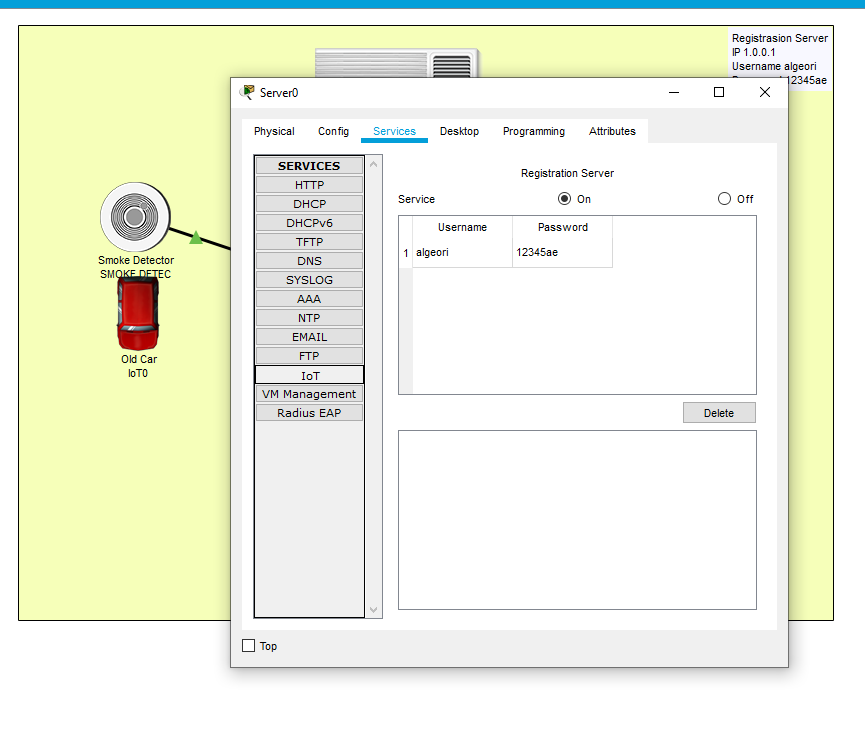 Registrasion Server
IP 1.0.0.1
Username algeori
12345ae
Server0
Physical Config Services Desktop Programming Attributes
SERVICES
HTTP
DHCP
DHCPv6
TFTP
DNS
SYSLOG
AAA
NTP
EMAIL
FTP
IoT
VM Management
Radius EAP
Registration Server
Service On Off
Username Password
1 algeori 12345ae
Delete
Smoke Detector
SMOKE DETEC
Old Car
IoT0
Top